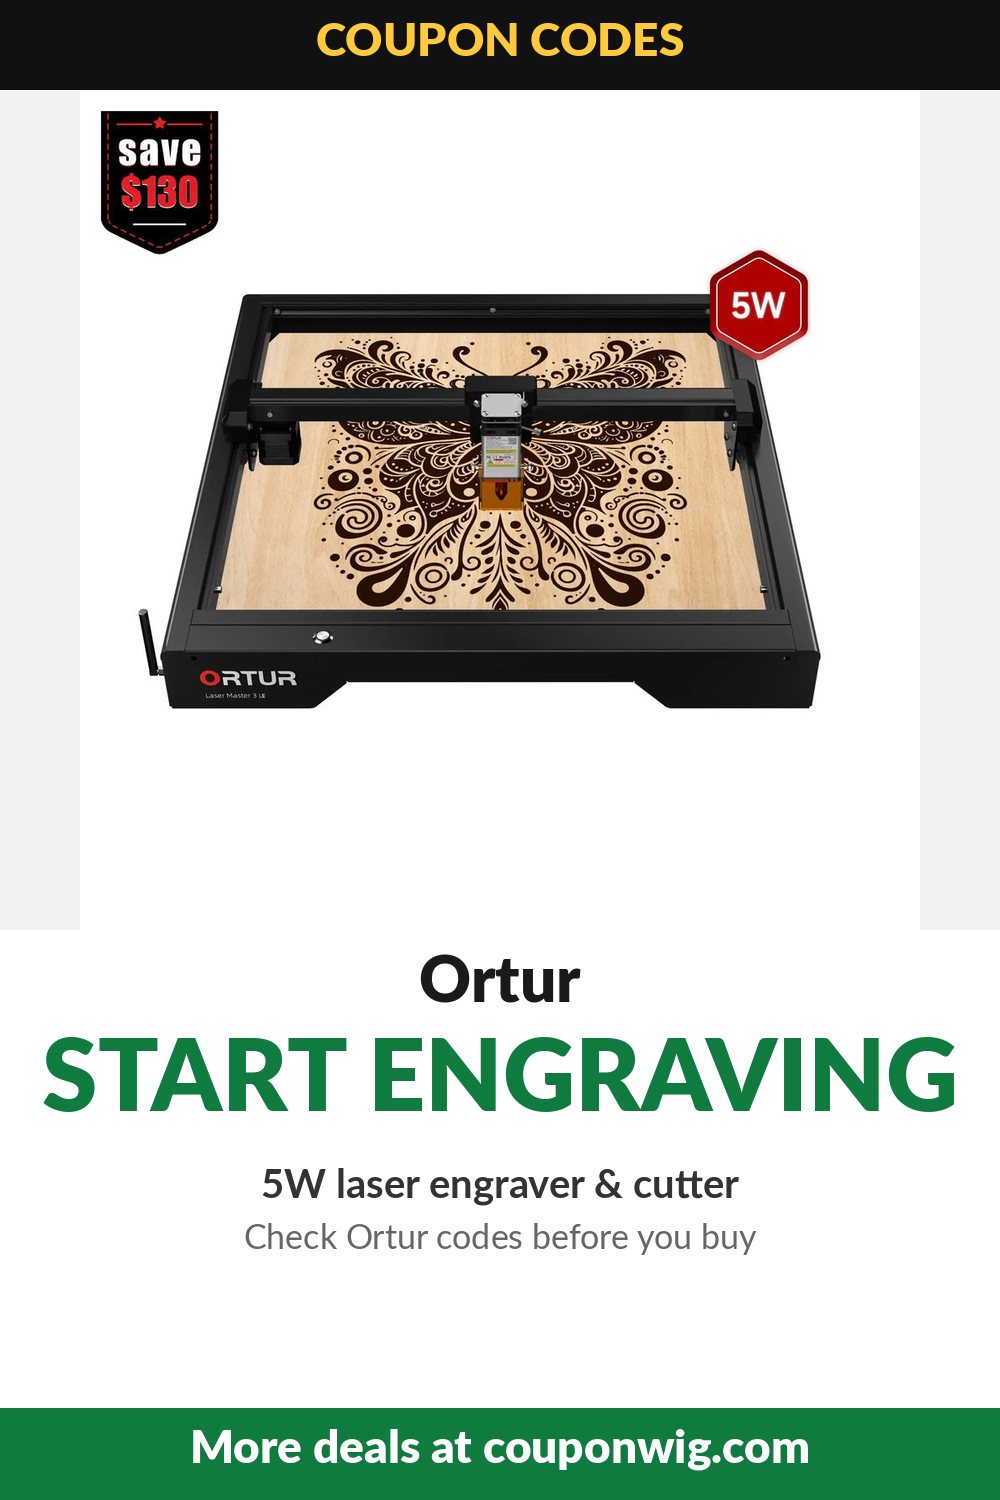 COUPON CODES
save
$130
5W
ORTUR
Laser Master 3 LE
Ortur
START ENGRAVING
5W laser engraver & cutter
Check Ortur codes before you buy
More deals at couponwig.com